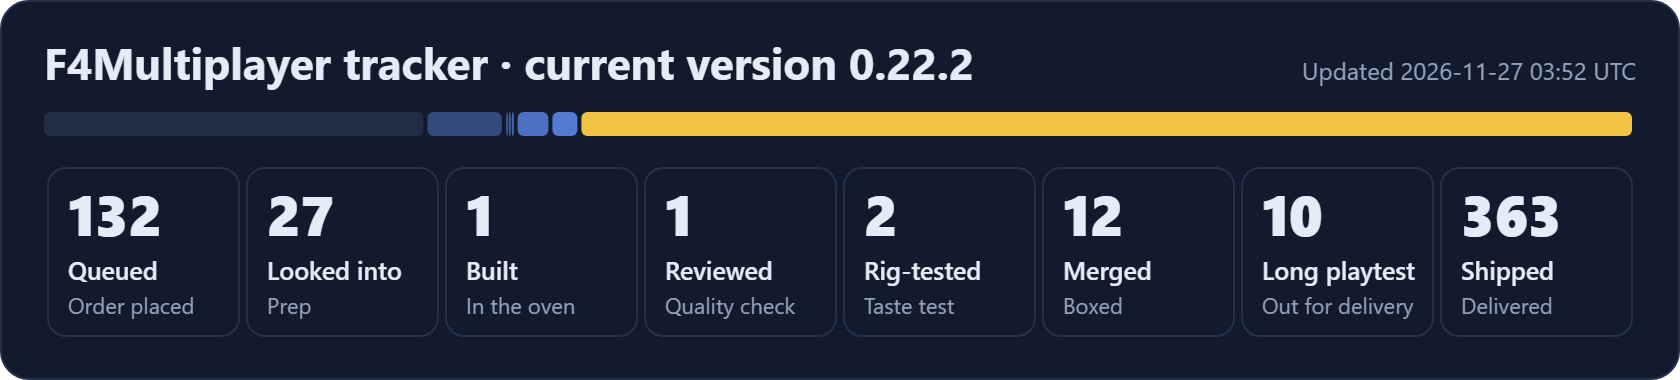 F4Multiplayer tracker · current version 0.22.2
Updated 2026-11-27 03:52 UTC
132
Queued
Order placed
27
Looked into
Prep
1
Built
In the oven
1
Reviewed
Quality check
2
Rig-tested
Taste test
12
Merged
Boxed
10
Long playtest
Out for delivery
363
Shipped
Delivered